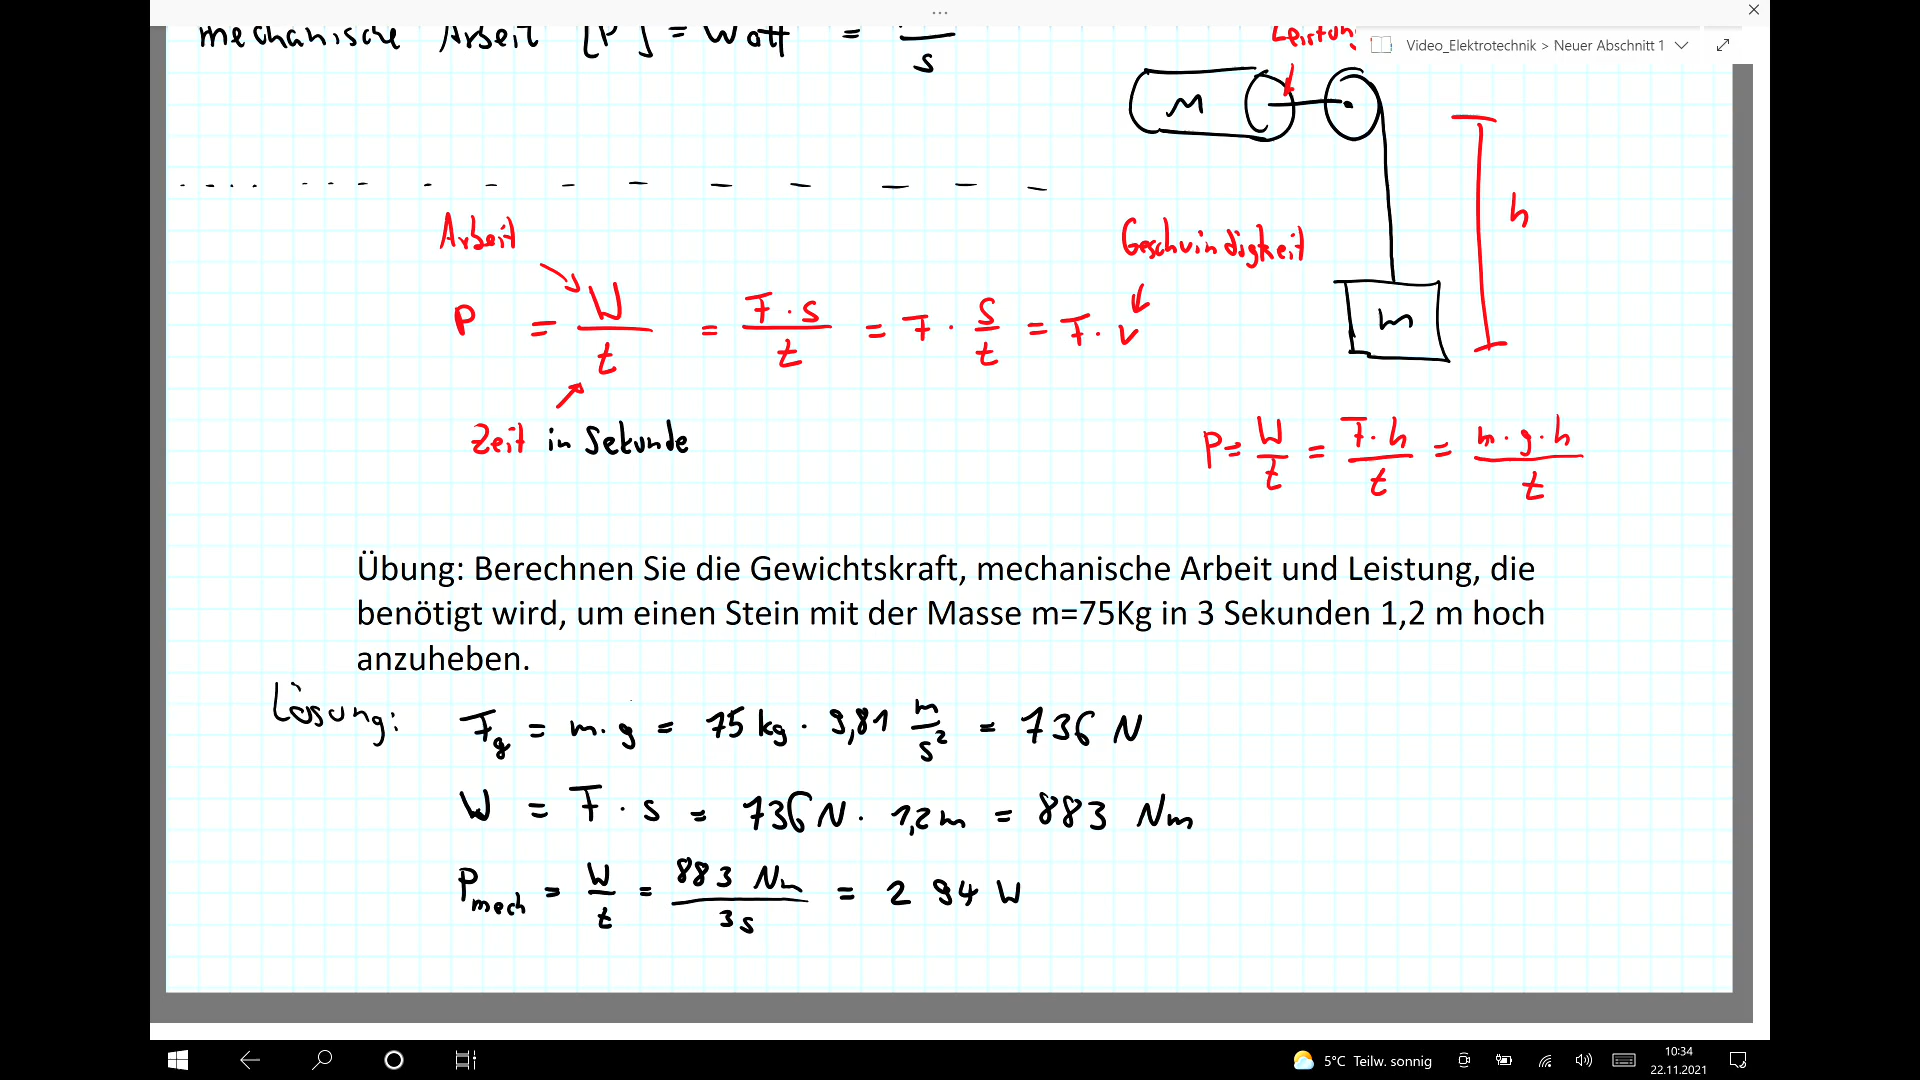 mechanische Arbeit [P] = Watt = / s
Leistun
Video_Elektrotechnik > Neuer Abschnitt 1
M
h
m
Arbeit
Geschwindigkeit
P = W/t = F · s/t = F · s/t = F · v
Zeit in Sekunde
P = W/t = F · h/t = m · g · h/t
Übung: Berechnen Sie die Gewichtskraft, mechanische Arbeit und Leistung, die
benötigt wird, um einen Stein mit der Masse m=75Kg in 3 Sekunden 1,2 m hoch
anzuheben.
Lösung: Fg = m · g = 75 kg · 9,81 m/s² = 736 N
W = F · s = 736 N · 1,2 m = 883 Nm
Pmech = W/t = 883 Nm/3 s = 294 W
5°C Teilw. sonnig
10:34
22.11.2021